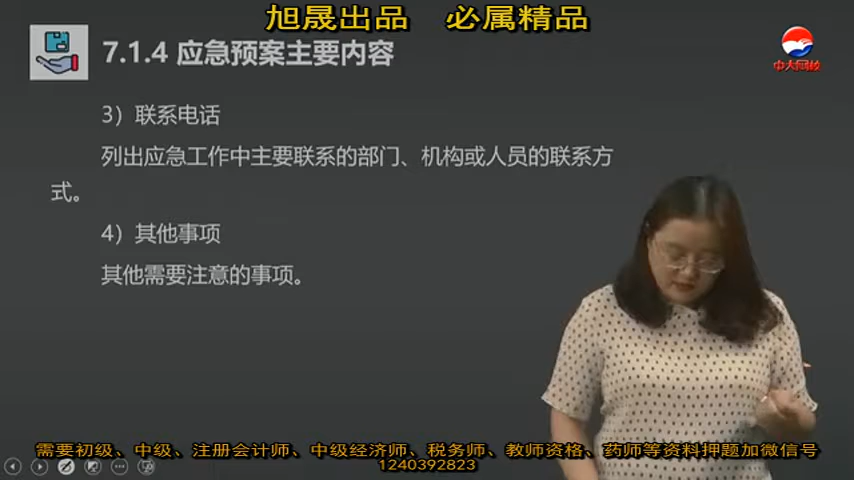 旭晟出品 必属精品
7.1.4 应急预案主要内容
中大网校
3）联系电话
列出应急工作中主要联系的部门、机构或人员的联系方
式。
4）其他事项
其他需要注意的事项。
需要初级、中级、注册会计师、中级经济师、税务师、教师资格、药师等资料押题加微信号
1240392823